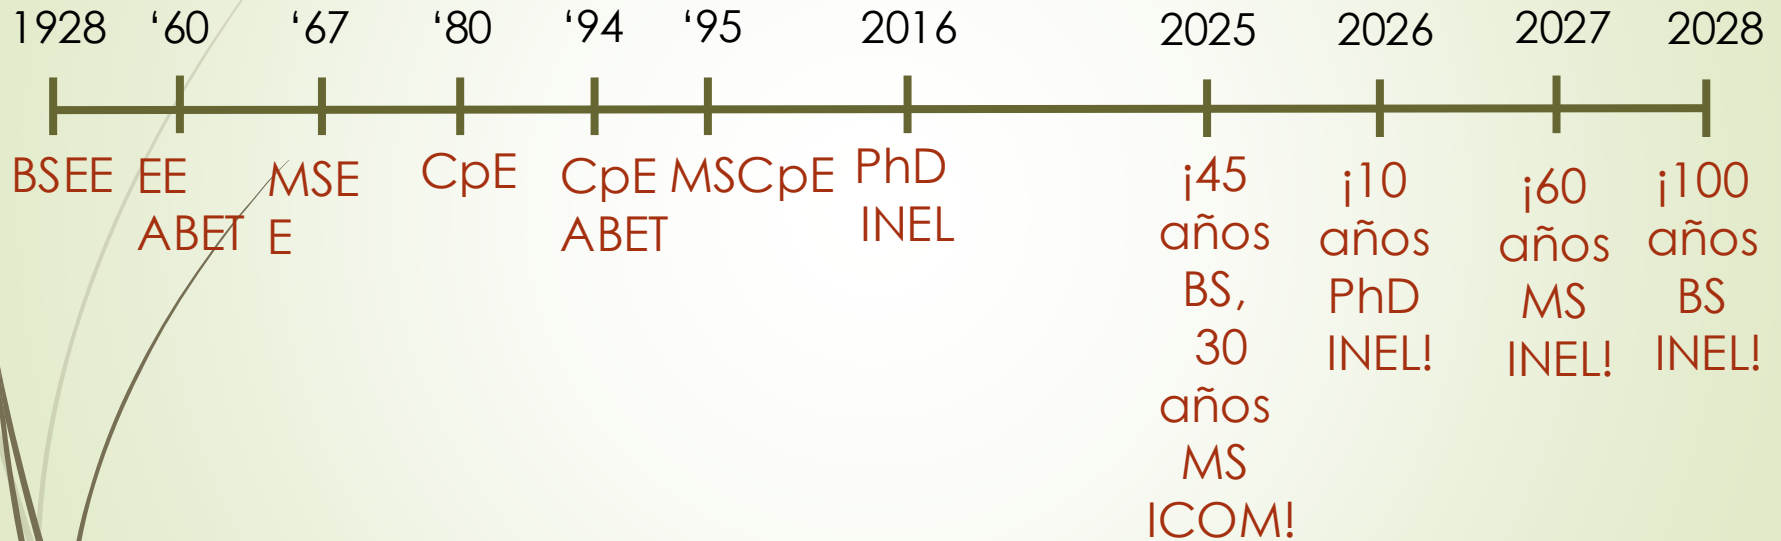 1928 ‘60 ‘67 ‘80 ‘94 ‘95 2016 2025 2026 2027 2028
BSEE
EE
ABET
MSE
E
CpE
CpE
ABET
MSCpE
PhD
INEL
¡45
años
BS,
30
años
MS
ICOM!
¡10
años
PhD
INEL!
¡60
años
MS
INEL!
¡100
años
BS
INEL!